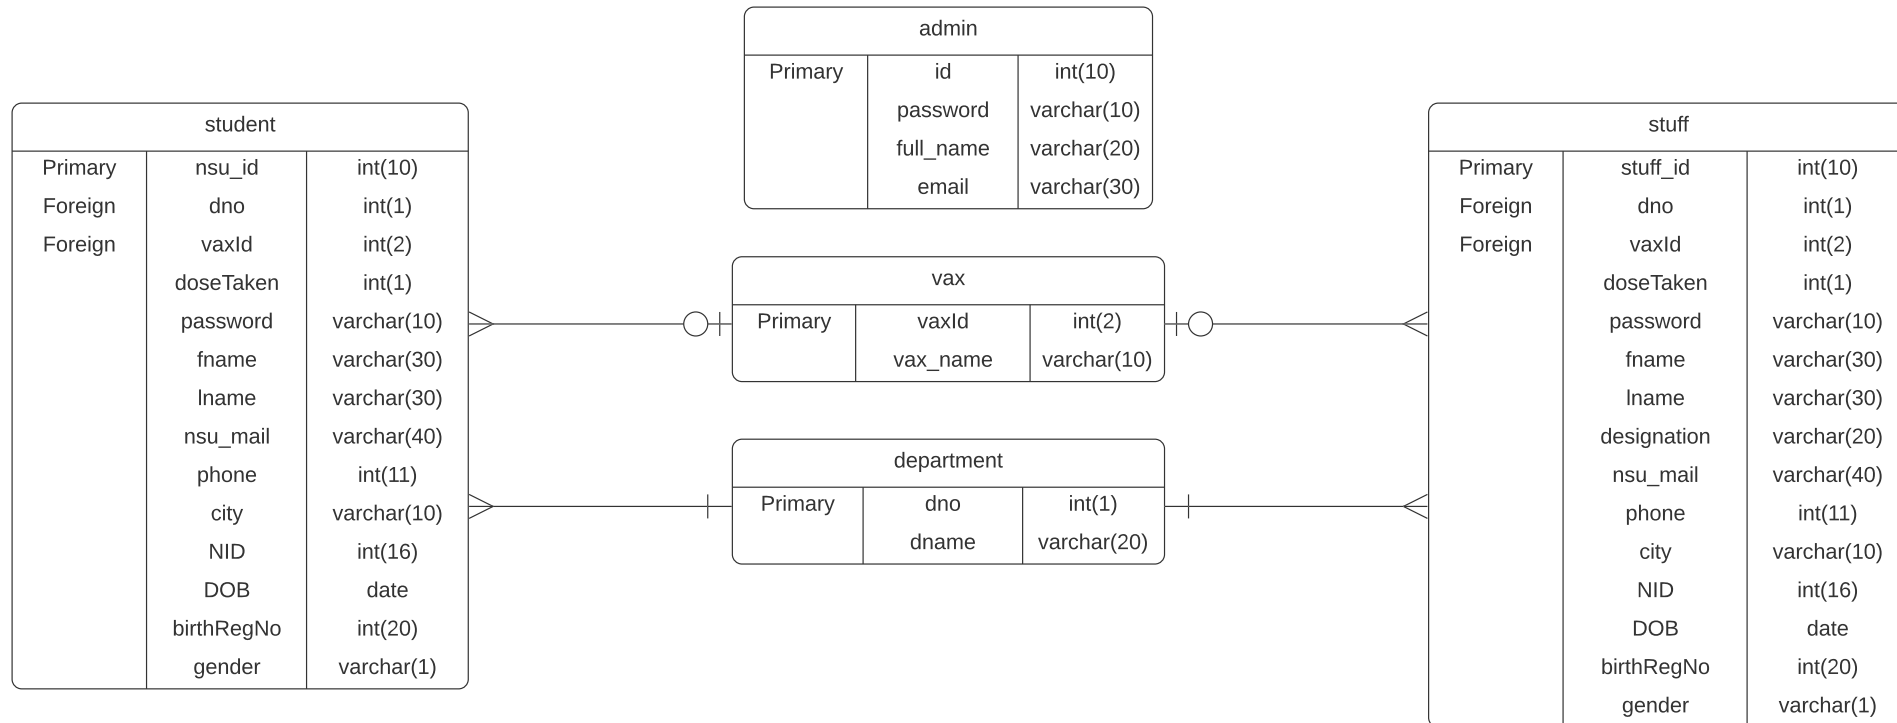 admin
Primary id int(10)
password varchar(10)
full_name varchar(20)
email varchar(30)
student
Primary nsu_id int(10)
Foreign dno int(1)
Foreign vaxId int(2)
doseTaken int(1)
password varchar(10)
fname varchar(30)
lname varchar(30)
nsu_mail varchar(40)
phone int(11)
city varchar(10)
NID int(16)
DOB date
birthRegNo int(20)
gender varchar(1)
vax
Primary vaxId int(2)
vax_name varchar(10)
department
Primary dno int(1)
dname varchar(20)
stuff
Primary stuff_id int(10)
Foreign dno int(1)
Foreign vaxId int(2)
doseTaken int(1)
password varchar(10)
fname varchar(30)
lname varchar(30)
designation varchar(20)
nsu_mail varchar(40)
phone int(11)
city varchar(10)
NID int(16)
DOB date
birthRegNo int(20)
gender varchar(1)